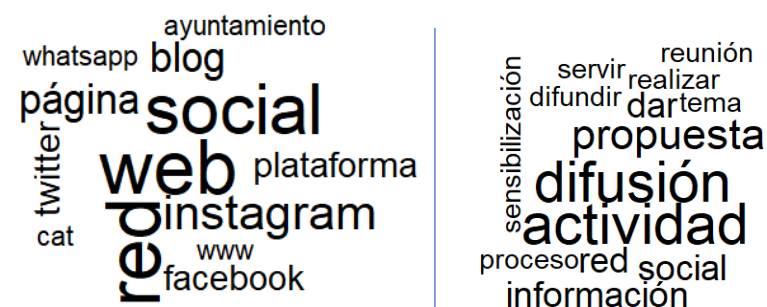 ayuntamiento
whatsapp blog
página social
twitter
web plataforma
red
instagram
cat
www
facebook
reunión
servir realizar
difundir dar tema
sensibilización
propuesta
difusión
actividad
proceso red social
información